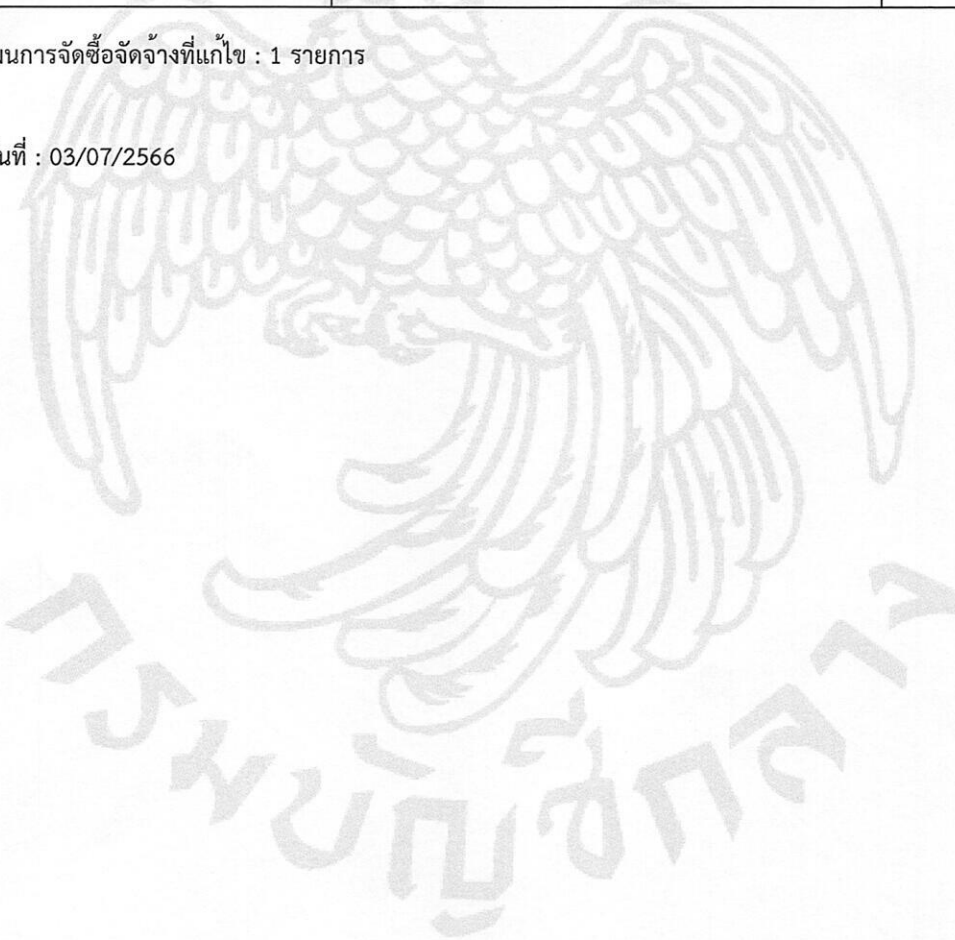 นการจัดซื้อจัดจ้างที่แก้ไข : 1 รายการ
นที่ : 03/07/2566
กรมบัญชีกลาง